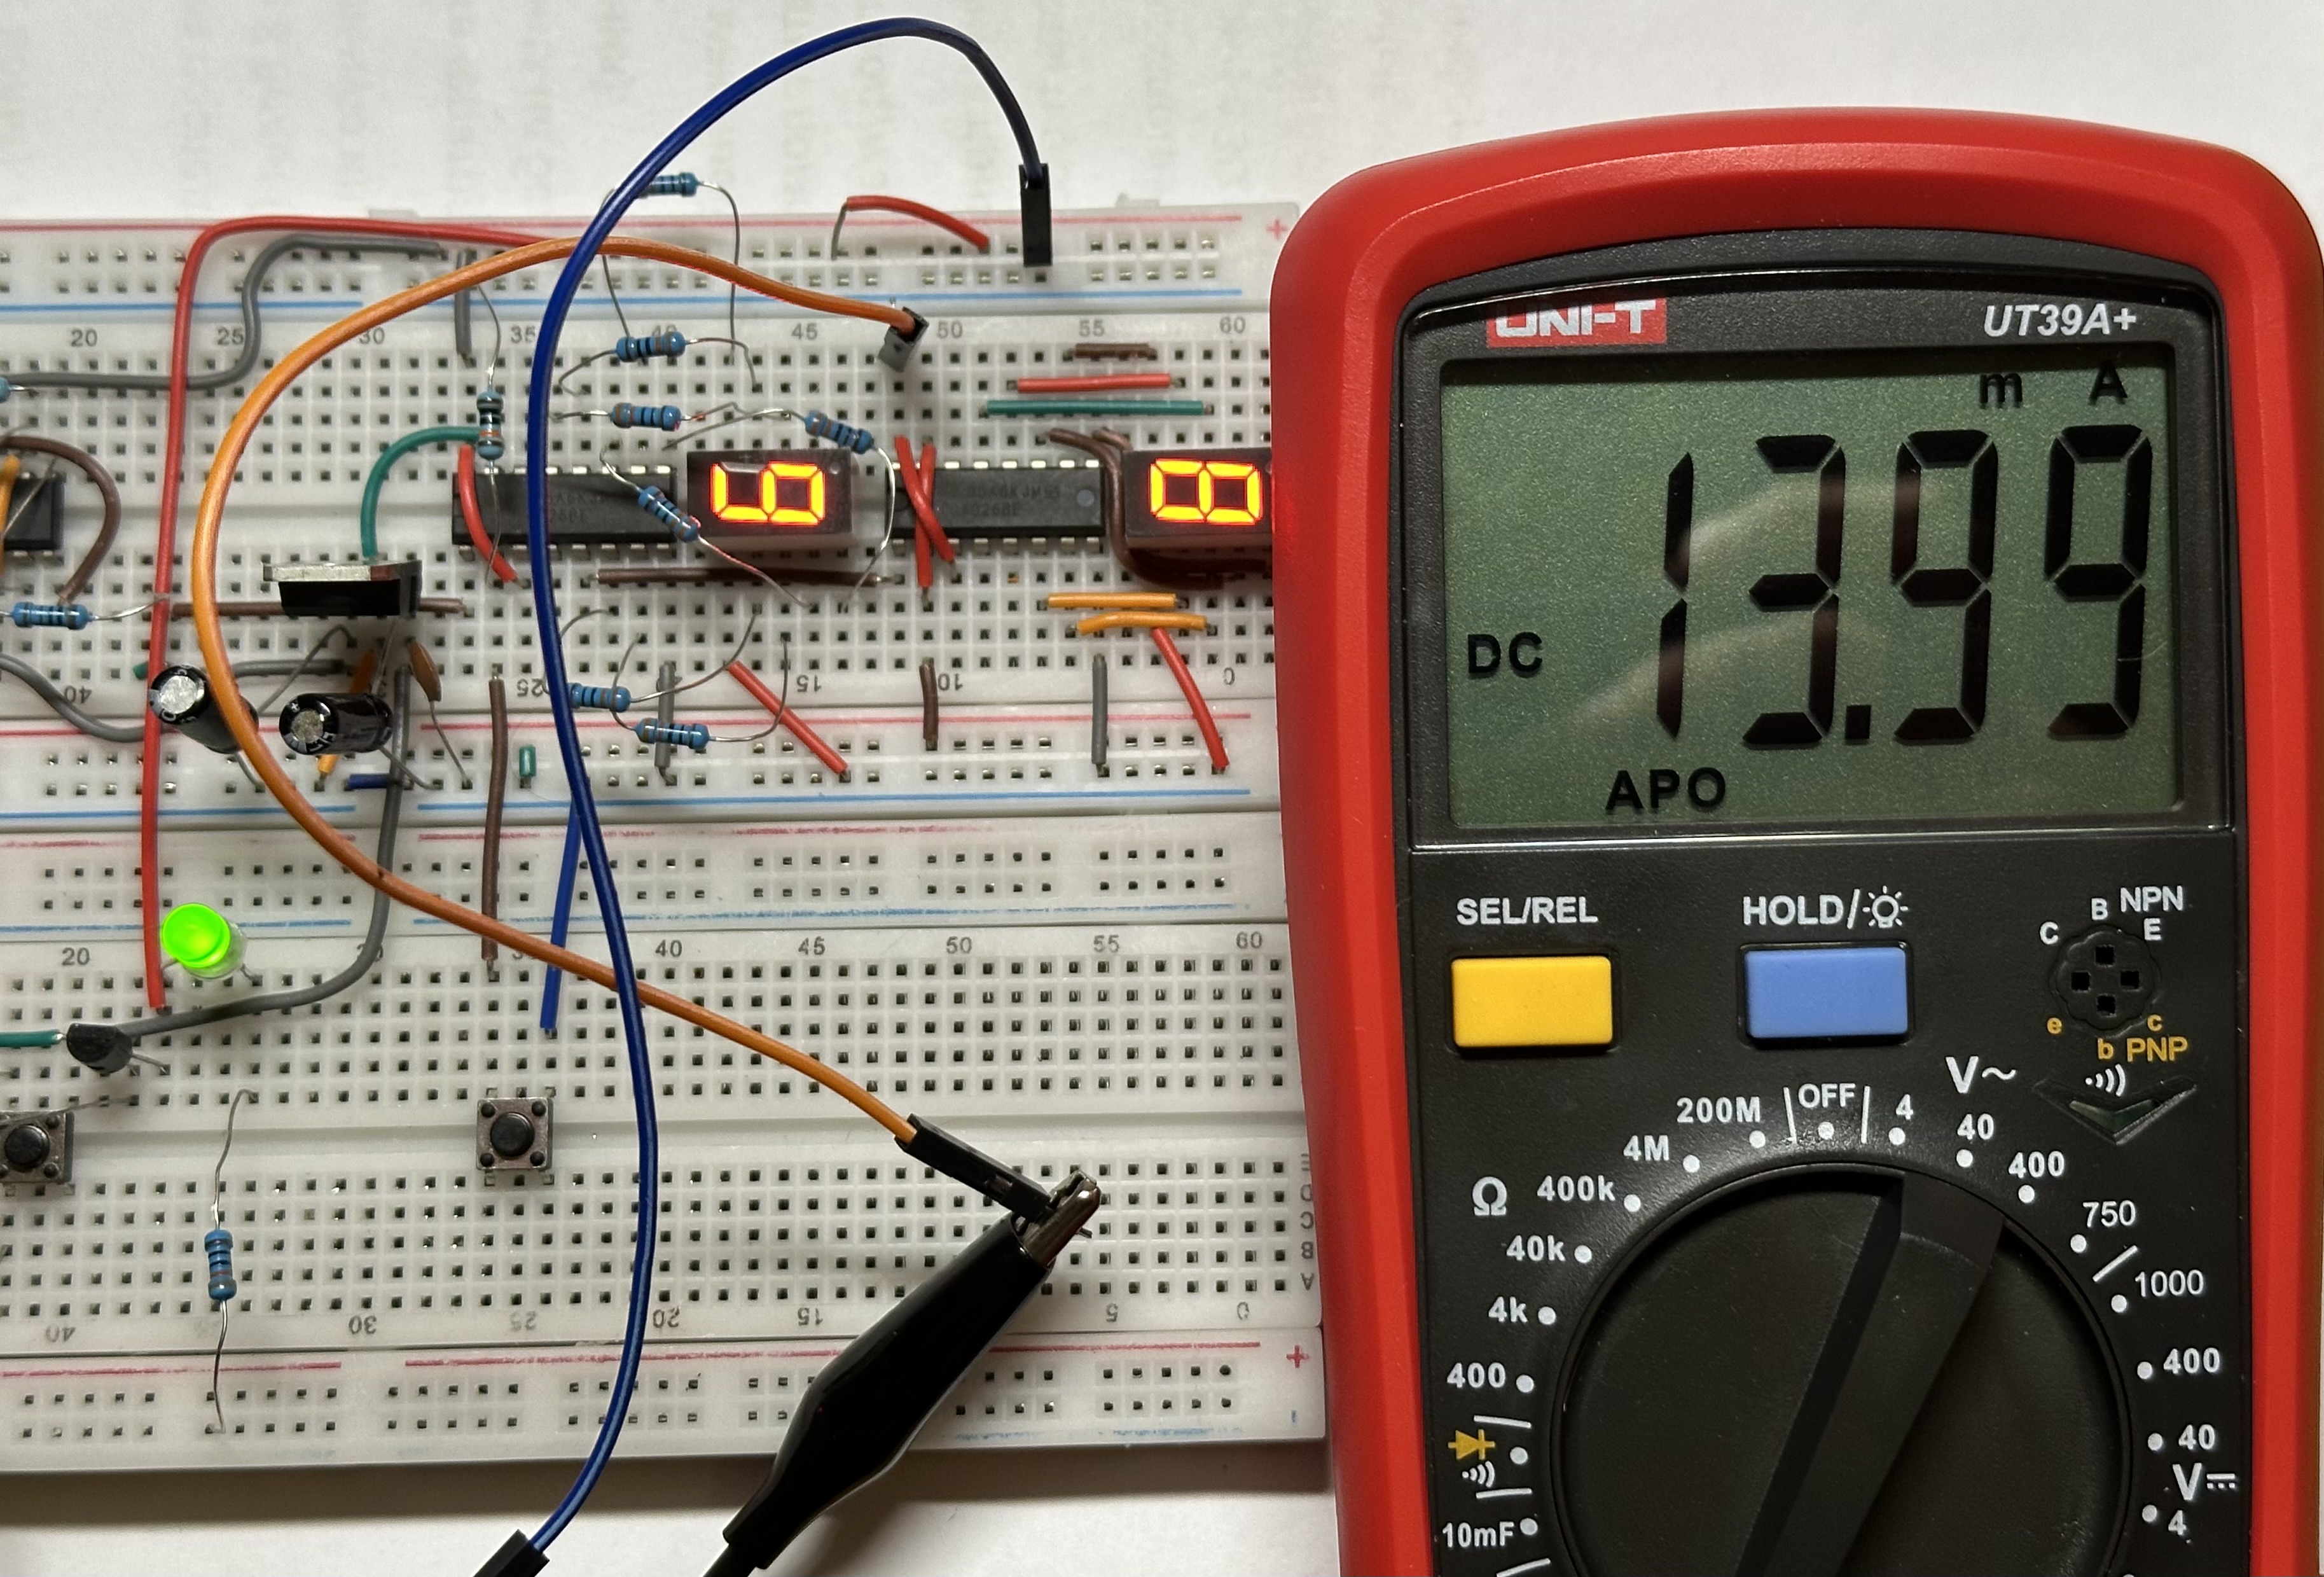 +
20 25 30 35 40 45 50 55 60
UNI-T
UT39A+
m A
13.99
DC
APO
4026BE
40 25 15 10 0
SEL/REL
HOLD/
B NPN
C E
e c
b PNP
20 40 45 50 55 60
V~
200M OFF 4 40 400
4M
Ω 400k
750
40k
1000
4k
400
400
40
V
10mF
4
E
D
C
B
A
40 30 25 20 15 5 0
+